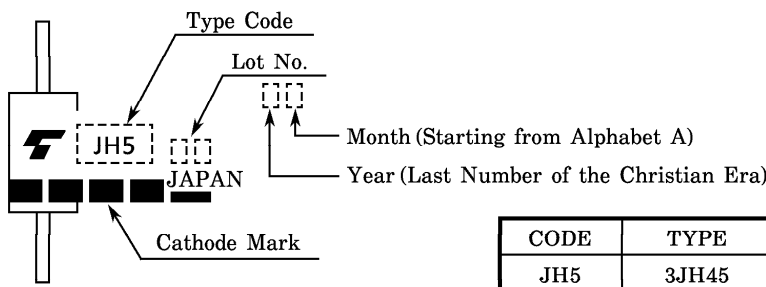 Type Code
Lot No.
JH5
JAPAN
Month (Starting from Alphabet A)
Year (Last Number of the Christian Era)
Cathode Mark
CODE TYPE
JH5 3JH45